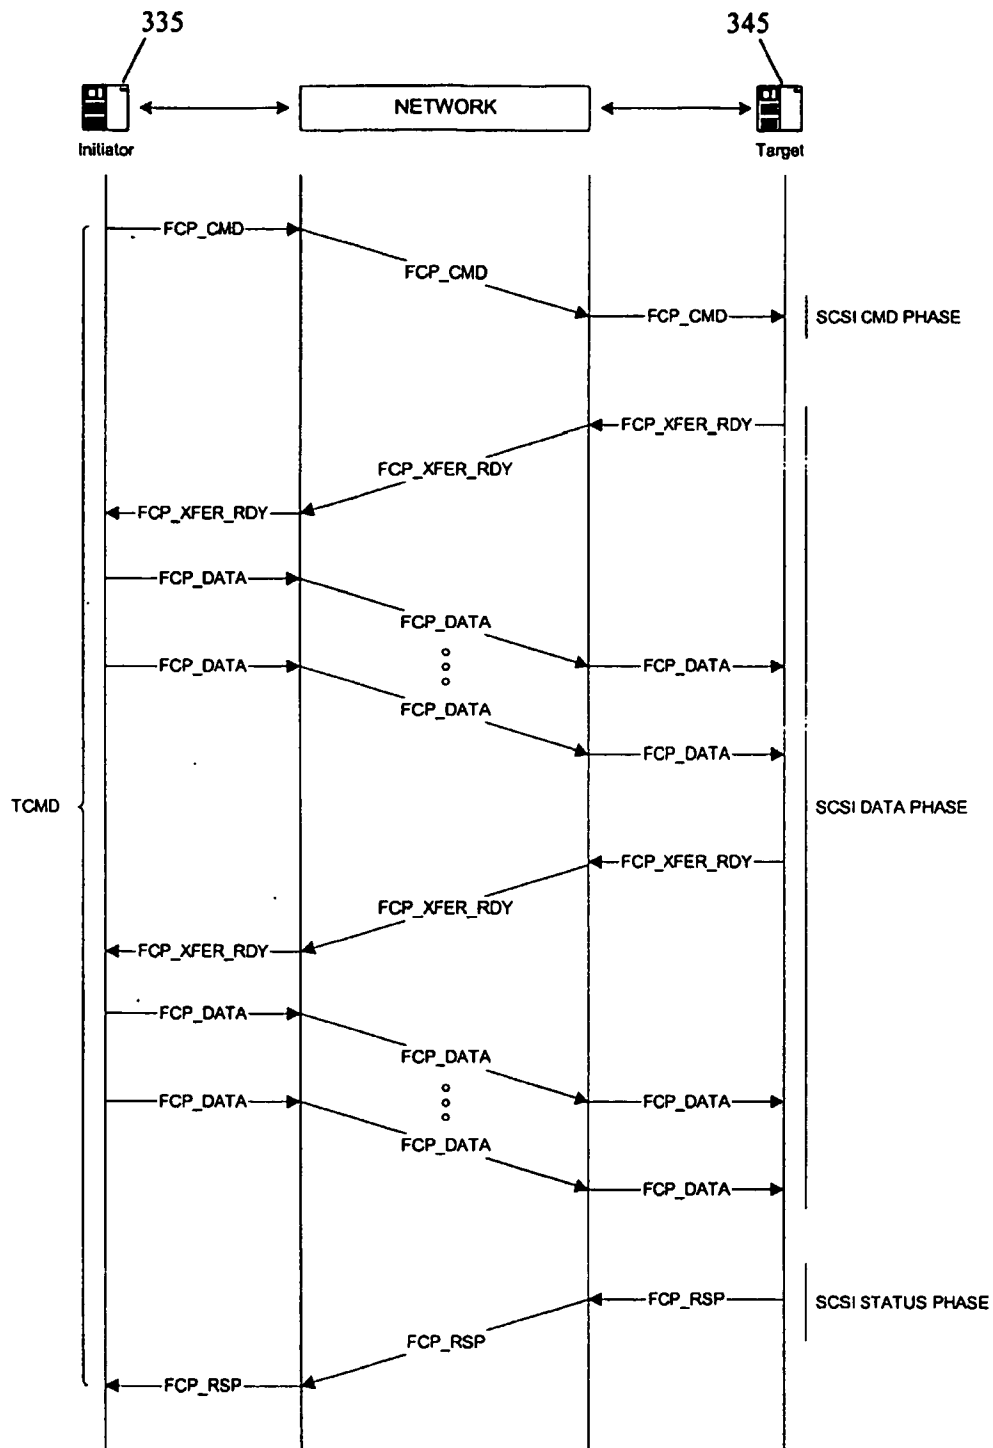 335
345
NETWORK
Initiator
Target
FCP_CMD
FCP_CMD
FCP_CMD
SCSI CMD PHASE
FCP_XFER_RDY
FCP_XFER_RDY
FCP_XFER_RDY
FCP_DATA
FCP_DATA
FCP_DATA
FCP_DATA
FCP_DATA
FCP_DATA
TCMD
SCSI DATA PHASE
FCP_XFER_RDY
FCP_XFER_RDY
FCP_XFER_RDY
FCP_DATA
FCP_DATA
FCP_DATA
FCP_DATA
FCP_DATA
FCP_DATA
FCP_RSP
SCSI STATUS PHASE
FCP_RSP
FCP_RSP